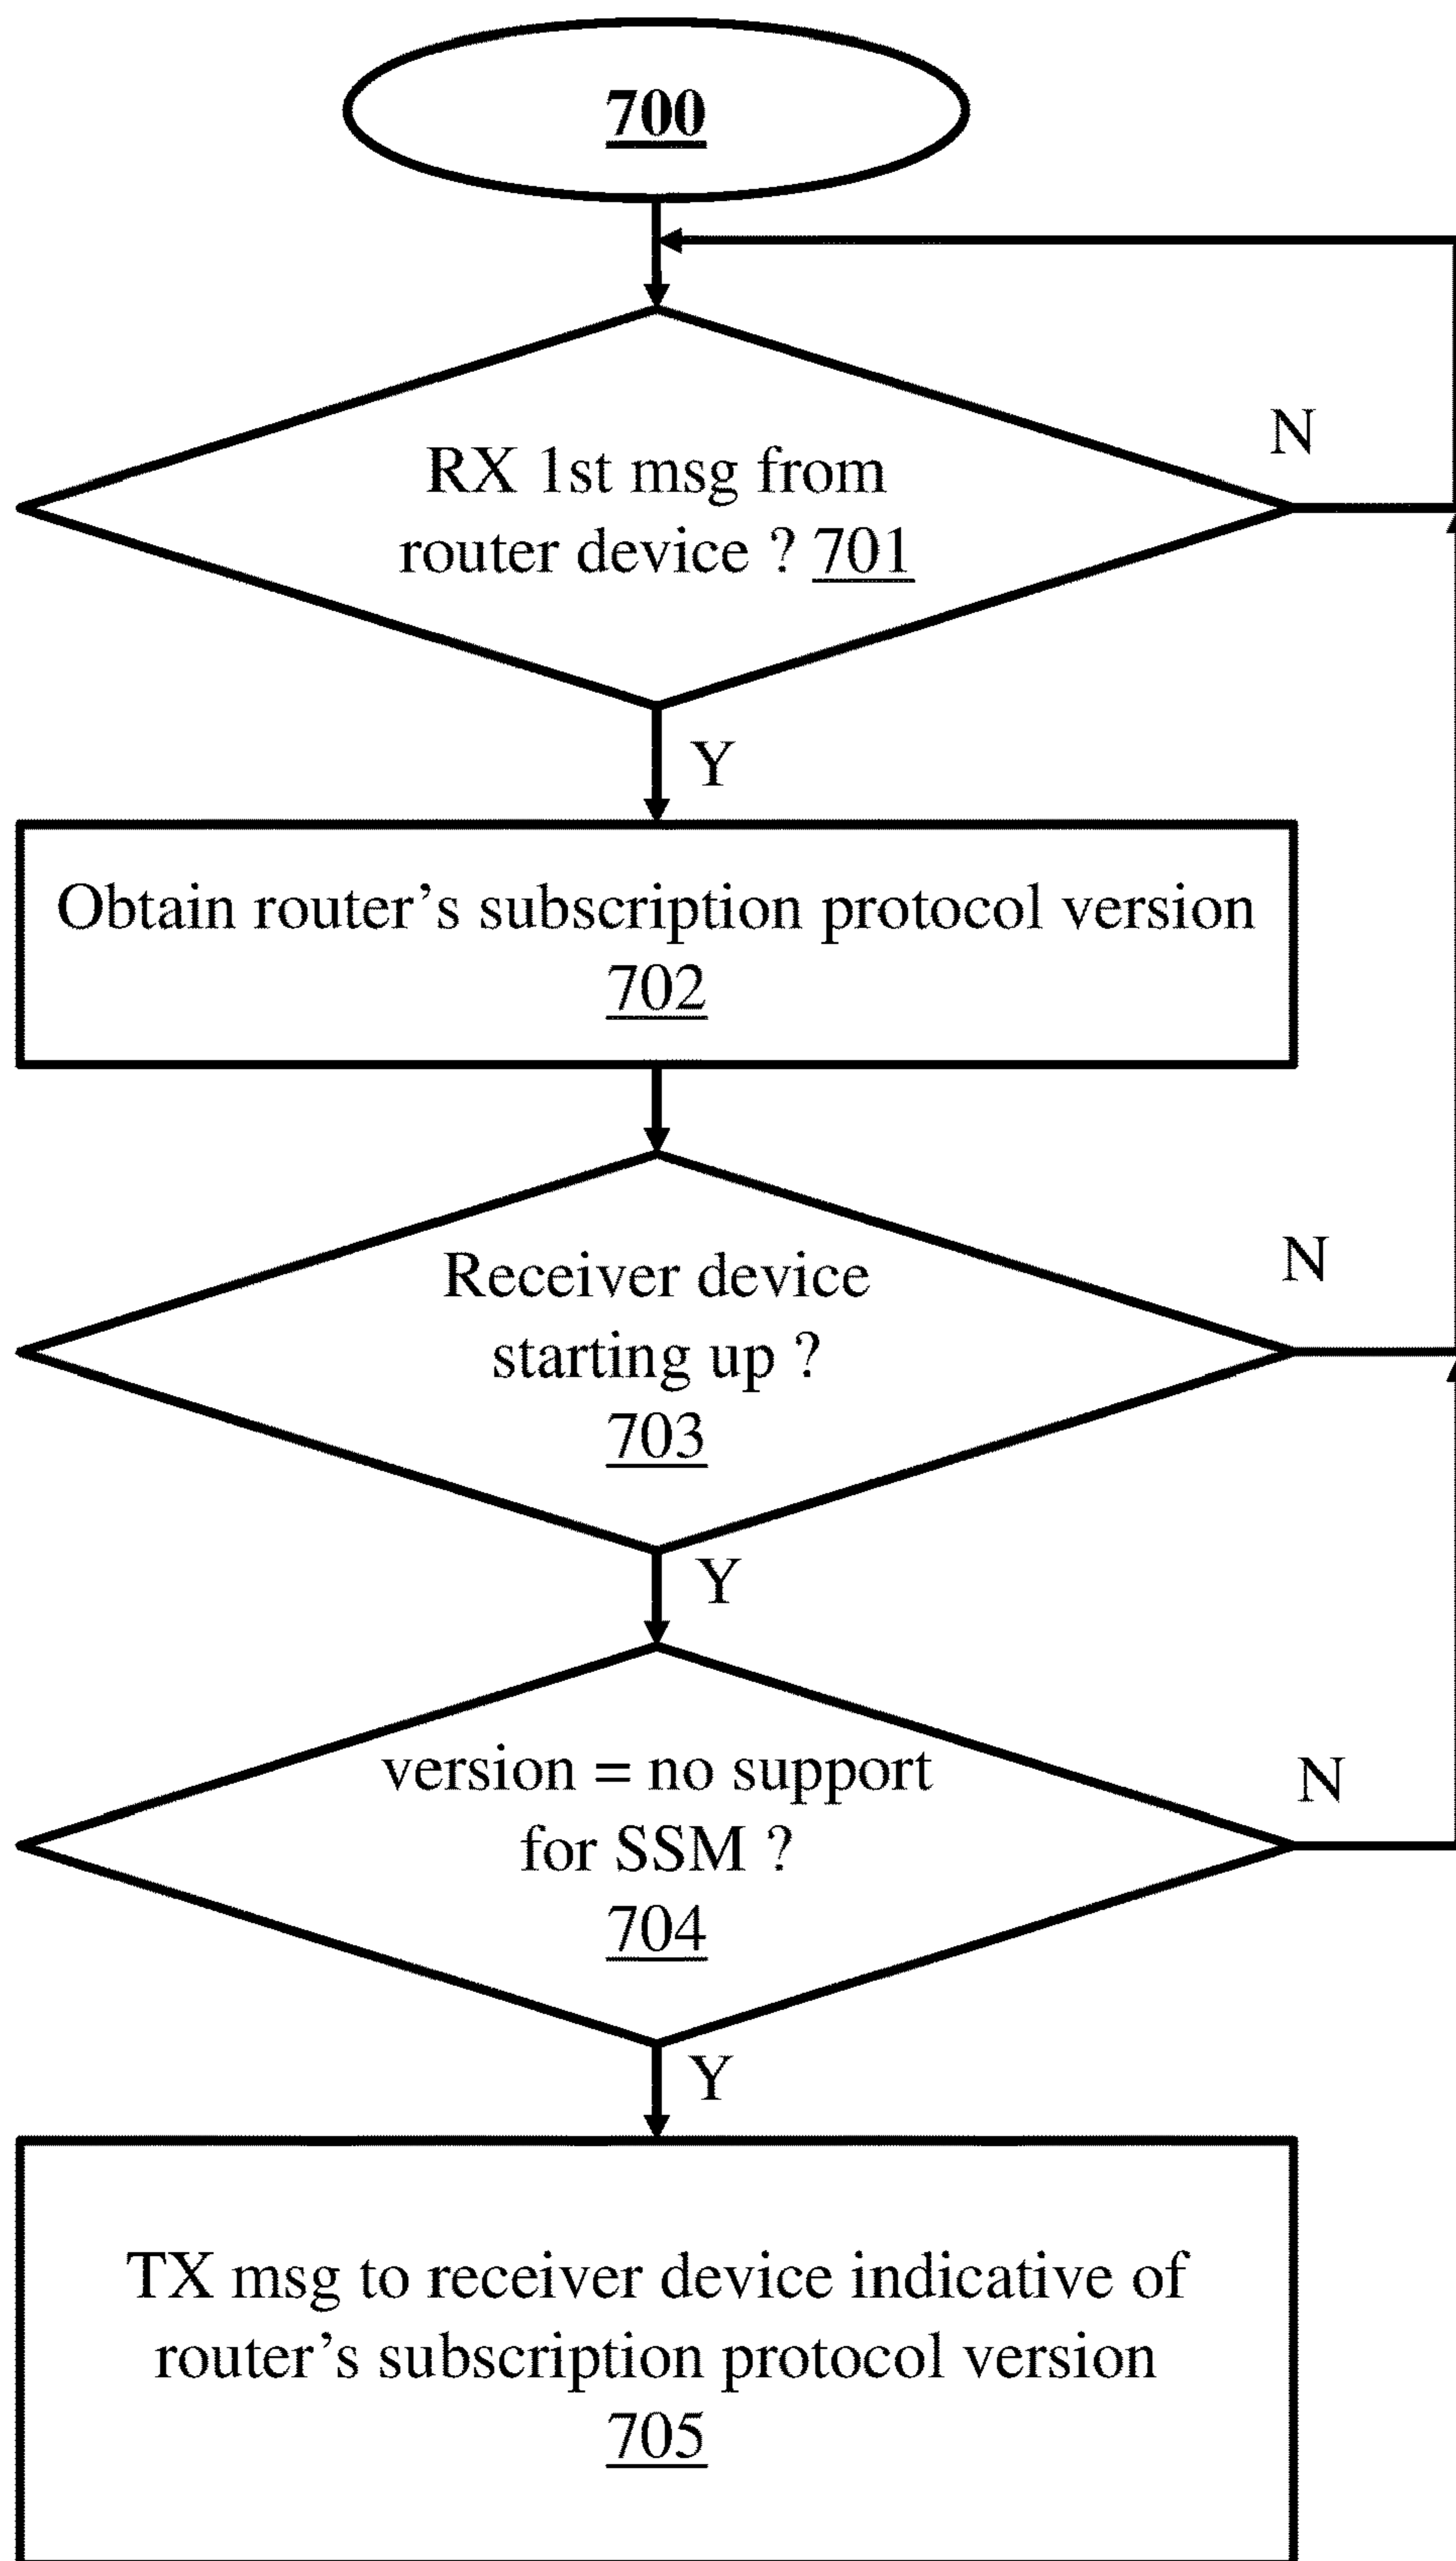 700
RX 1st msg from
router device ? 701
N
Y
Obtain router’s subscription protocol version
702
Receiver device
starting up ?
703
N
Y
version = no support
for SSM ?
704
N
Y
TX msg to receiver device indicative of
router’s subscription protocol version
705